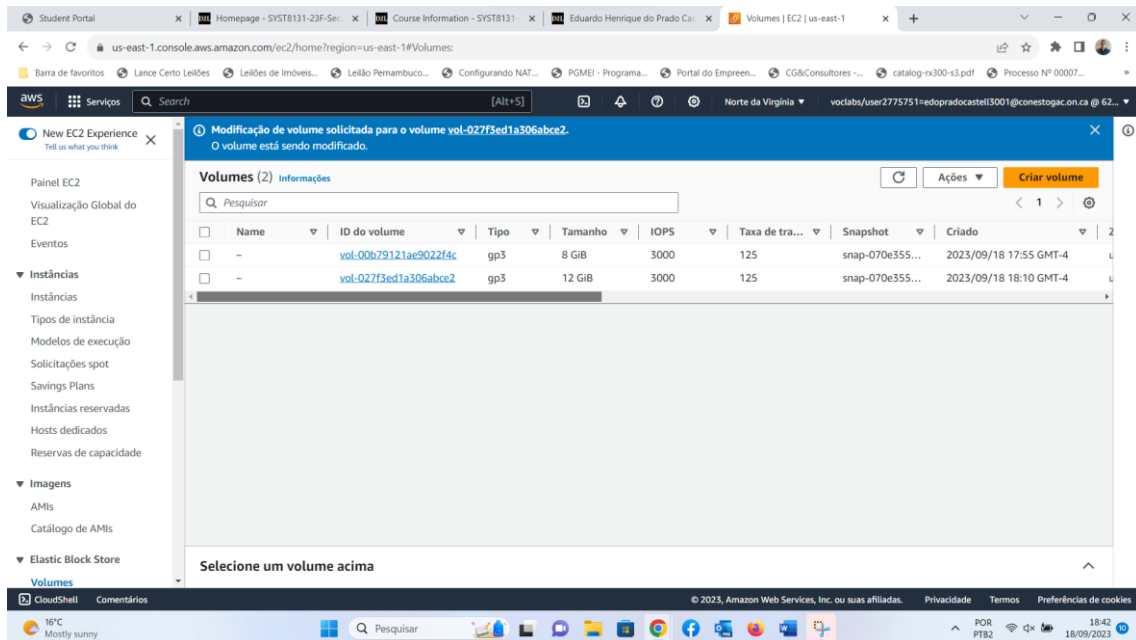 Student Portal
D2L Homepage - SYST8131-23F-Sec
D2L Course Information - SYST8131
D2L Eduardo Henrique do Prado Cas
Volumes | EC2 | us-east-1
us-east-1.console.aws.amazon.com/ec2/home?region=us-east-1#Volumes:
Barra de favoritos Lance Certo Leilões Leilões de Imóveis... Leilão Pernambuco... Configurando NAT... PGMEI - Programa... Portal do Empreen... CG&Consultores -... catalog-rx300-s3.pdf Processo Nº 00007... »
aws Serviços Search [Alt+S] Norte da Virgínia voclabs/user2775751=edopradocastell3001@conestogac.on.ca @ 62...
New EC2 Experience
Tell us what you think
Painel EC2
Visualização Global do
EC2
Eventos
Instâncias
Instâncias
Tipos de instância
Modelos de execução
Solicitações spot
Savings Plans
Instâncias reservadas
Hosts dedicados
Reservas de capacidade
Imagens
AMIs
Catálogo de AMIs
Elastic Block Store
Volumes
Modificação de volume solicitada para o volume vol-027f3ed1a306abce2.
O volume está sendo modificado.
Volumes (2) Informações
Ações Criar volume
Pesquisar
1
Name ID do volume Tipo Tamanho IOPS Taxa de tra... Snapshot Criado Z
– vol-00b79121ae9022f4c gp3 8 GiB 3000 125 snap-070e355... 2023/09/18 17:55 GMT-4 u
– vol-027f3ed1a306abce2 gp3 12 GiB 3000 125 snap-070e355... 2023/09/18 18:10 GMT-4 u
Selecione um volume acima
CloudShell Comentários © 2023, Amazon Web Services, Inc. ou suas afiliadas. Privacidade Termos Preferências de cookies
16°C
Mostly sunny
Pesquisar
POR
PTB2
18:42
18/09/2023
10